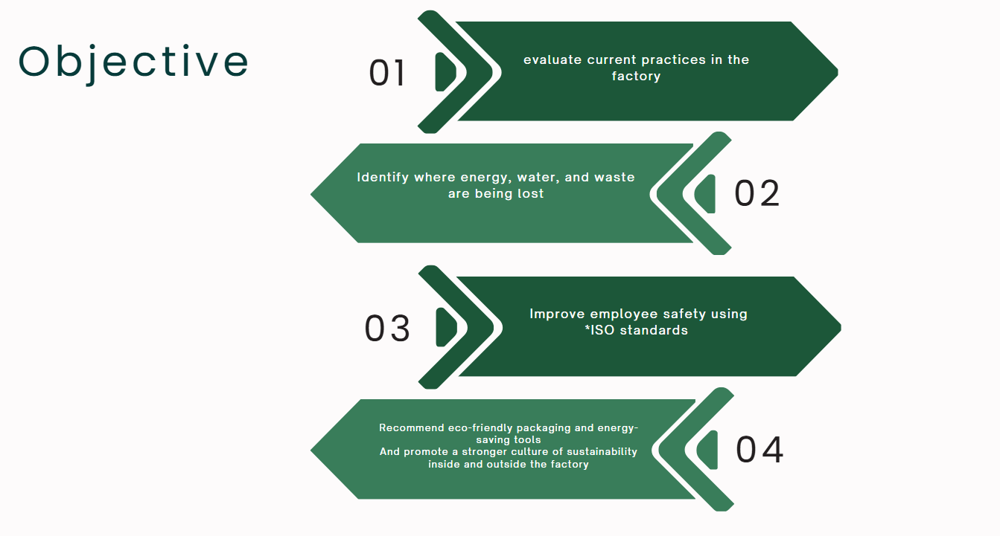 Objective
01
evaluate current practices in the
factory
Identify where energy, water, and waste
are being lost
02
03
Improve employee safety using
*ISO standards
Recommend eco-friendly packaging and energy-
saving tools
And promote a stronger culture of sustainability
inside and outside the factory
04